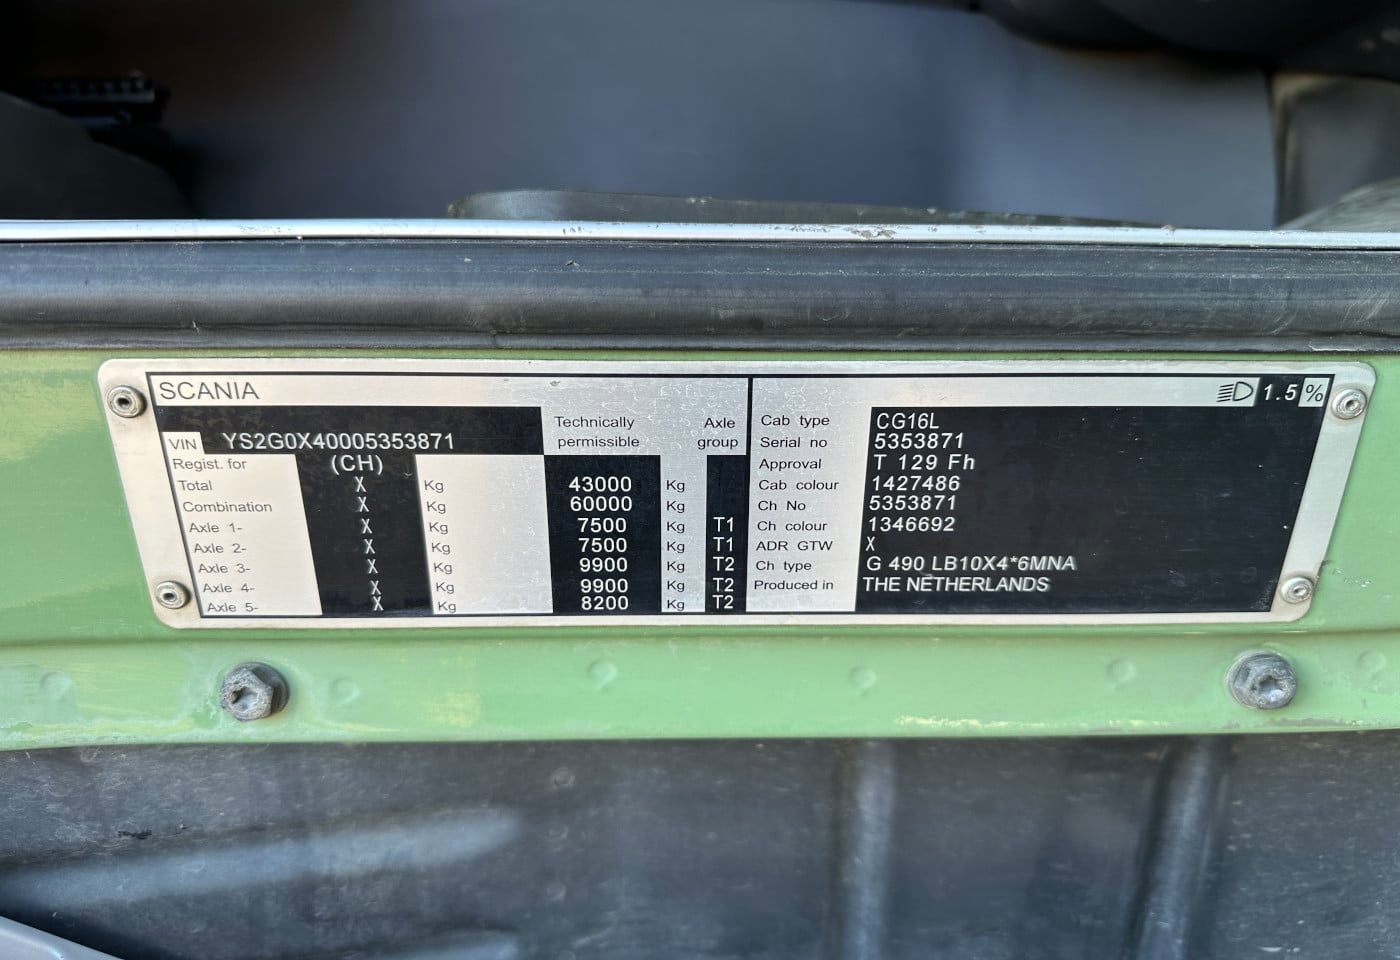 SCANIA 1.5%
VIN YS2G0X40005353871
Technically permissible
Axle group
Regist. for (CH)
Total X Kg 43000 Kg
Combination X Kg 60000 Kg
Axle 1- X Kg 7500 Kg T1
Axle 2- X Kg 7500 Kg T1
Axle 3- X Kg 9900 Kg T2
Axle 4- X Kg 9900 Kg T2
Axle 5- X Kg 8200 Kg T2
Cab type CG16L
Serial no 5353871
Approval T 129 Fh
Cab colour 1427486
Ch No 5353871
Ch colour 1346692
ADR GTW X
Ch type G 490 LB10X4*6MNA
Produced in THE NETHERLANDS